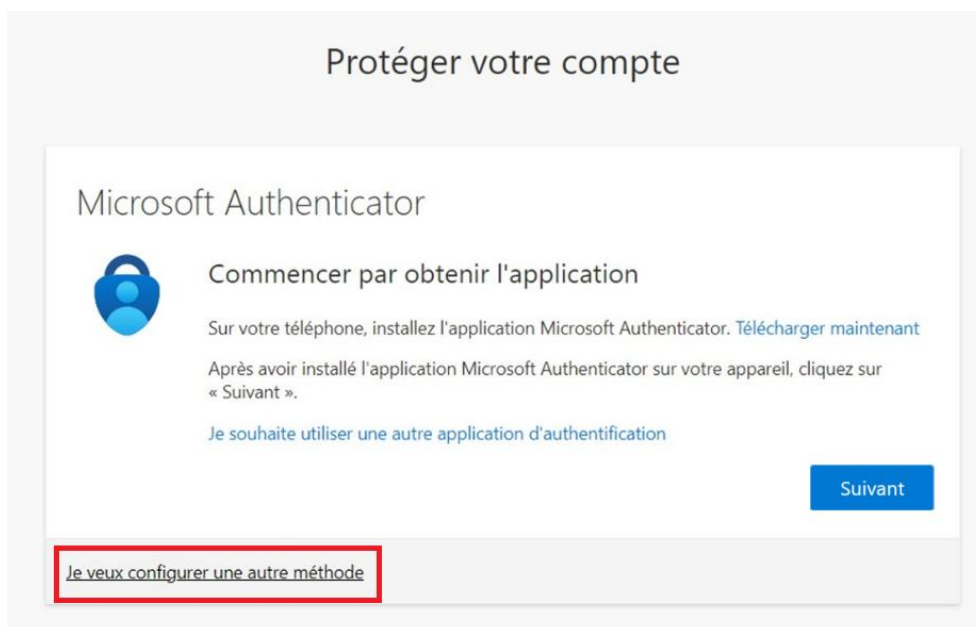 Protéger votre compte
Microsoft Authenticator
Commencer par obtenir l'application
Sur votre téléphone, installez l'application Microsoft Authenticator. Télécharger maintenant
Après avoir installé l'application Microsoft Authenticator sur votre appareil, cliquez sur
« Suivant ».
Je souhaite utiliser une autre application d'authentification
Suivant
Je veux configurer une autre méthode